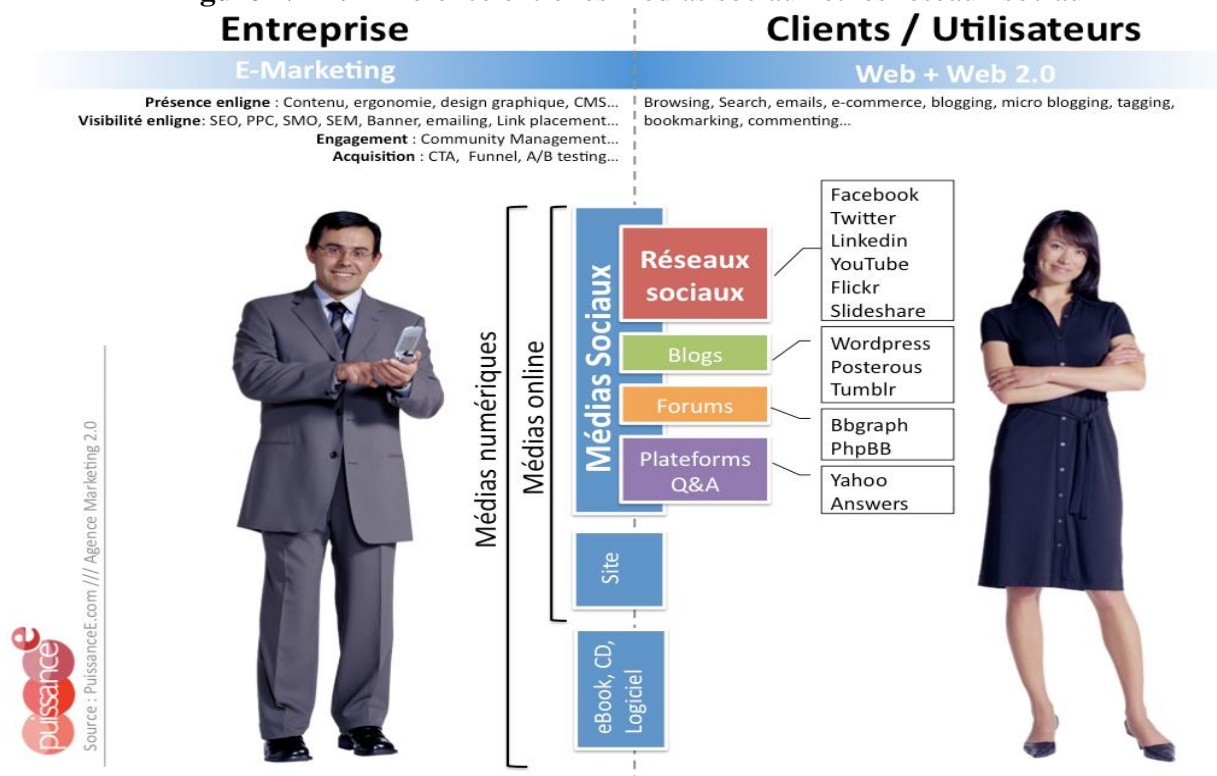 Entreprise
Clients / Utilisateurs
E-Marketing
Web + Web 2.0
Présence enligne : Contenu, ergonomie, design graphique, CMS...
Visibilité enligne: SEO, PPC, SMO, SEM, Banner, emailing, Link placement...
Engagement : Community Management...
Acquisition : CTA, Funnel, A/B testing...
Browsing, Search, emails, e-commerce, blogging, micro blogging, tagging,
bookmarking, commenting...
Médias numériques
Médias online
Médias Sociaux
Réseaux
sociaux
Blogs
Forums
Plateforms
Q&A
Site
eBook, CD,
Logiciel
Facebook
Twitter
Linkedin
YouTube
Flickr
Slideshare
Wordpress
Posterous
Tumblr
Bbgraph
PhpBB
Yahoo
Answers
puissance e
Source : PuissanceE.com /// Agence Marketing 2.0